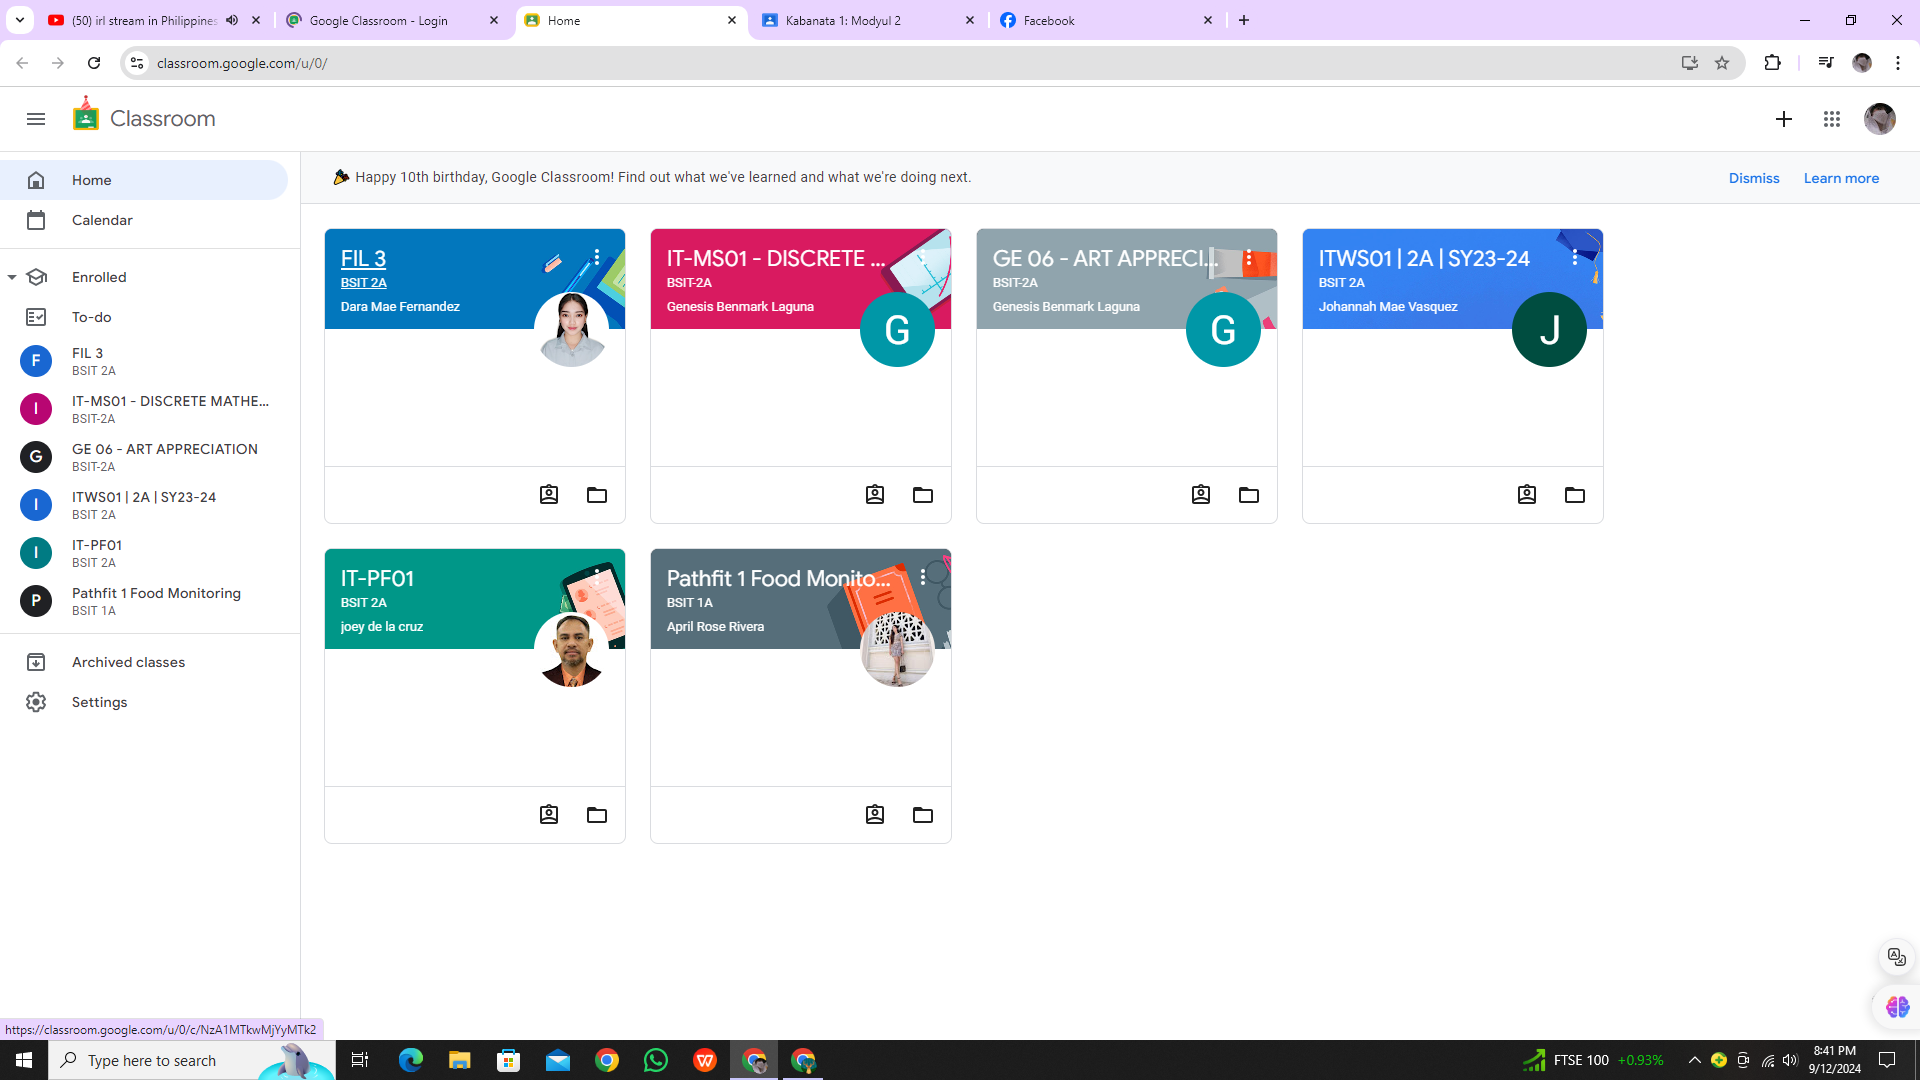 (50) irl stream in Philippines
Google Classroom - Login
Home
Kabanata 1: Modyul 2
Facebook
classroom.google.com/u/0/
Classroom
Home
Calendar
Enrolled
To-do
F
FIL 3
BSIT 2A
I
IT-MS01 - DISCRETE MATHE...
BSIT-2A
G
GE 06 - ART APPRECIATION
BSIT-2A
I
ITWS01 | 2A | SY23-24
BSIT 2A
I
IT-PF01
BSIT 2A
P
Pathfit 1 Food Monitoring
BSIT 1A
Archived classes
Settings
Happy 10th birthday, Google Classroom! Find out what we've learned and what we're doing next.
Dismiss
Learn more
FIL 3
BSIT 2A
Dara Mae Fernandez
IT-MS01 - DISCRETE ...
BSIT-2A
Genesis Benmark Laguna
G
GE 06 - ART APPRECI...
BSIT-2A
Genesis Benmark Laguna
G
ITWS01 | 2A | SY23-24
BSIT 2A
Johannah Mae Vasquez
J
IT-PF01
BSIT 2A
joey de la cruz
Pathfit 1 Food Monito...
BSIT 1A
April Rose Rivera
https://classroom.google.com/u/0/c/NzA1MTkwMjYyMTk2
Type here to search
FTSE 100 +0.93%
8:41 PM
9/12/2024